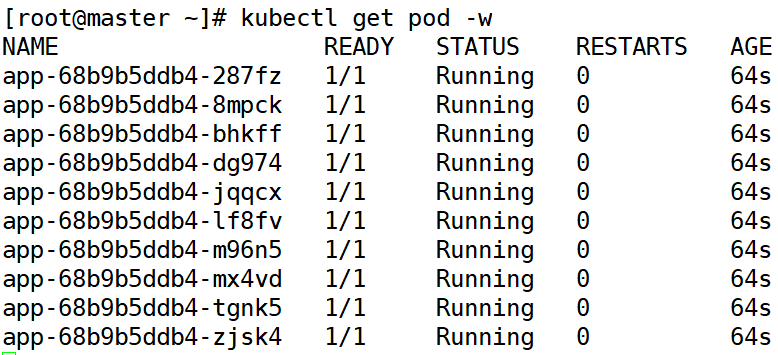 [root@master ~]# kubectl get pod -w
NAME READY STATUS RESTARTS AGE
app-68b9b5ddb4-287fz 1/1 Running 0 64s
app-68b9b5ddb4-8mpck 1/1 Running 0 64s
app-68b9b5ddb4-bhkff 1/1 Running 0 64s
app-68b9b5ddb4-dg974 1/1 Running 0 64s
app-68b9b5ddb4-jqqcx 1/1 Running 0 64s
app-68b9b5ddb4-lf8fv 1/1 Running 0 64s
app-68b9b5ddb4-m96n5 1/1 Running 0 64s
app-68b9b5ddb4-mx4vd 1/1 Running 0 64s
app-68b9b5ddb4-tgnk5 1/1 Running 0 64s
app-68b9b5ddb4-zjsk4 1/1 Running 0 64s